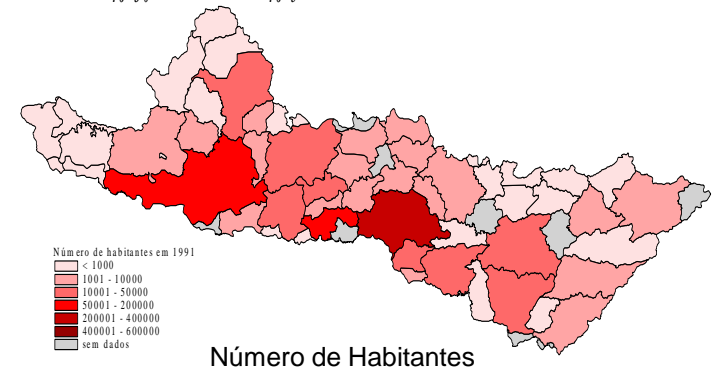 Número de habitantes em 1991
< 1000
1001 - 10000
10001 - 50000
50001 - 200000
200001 - 400000
400001 - 600000
sem dados
Número de Habitantes